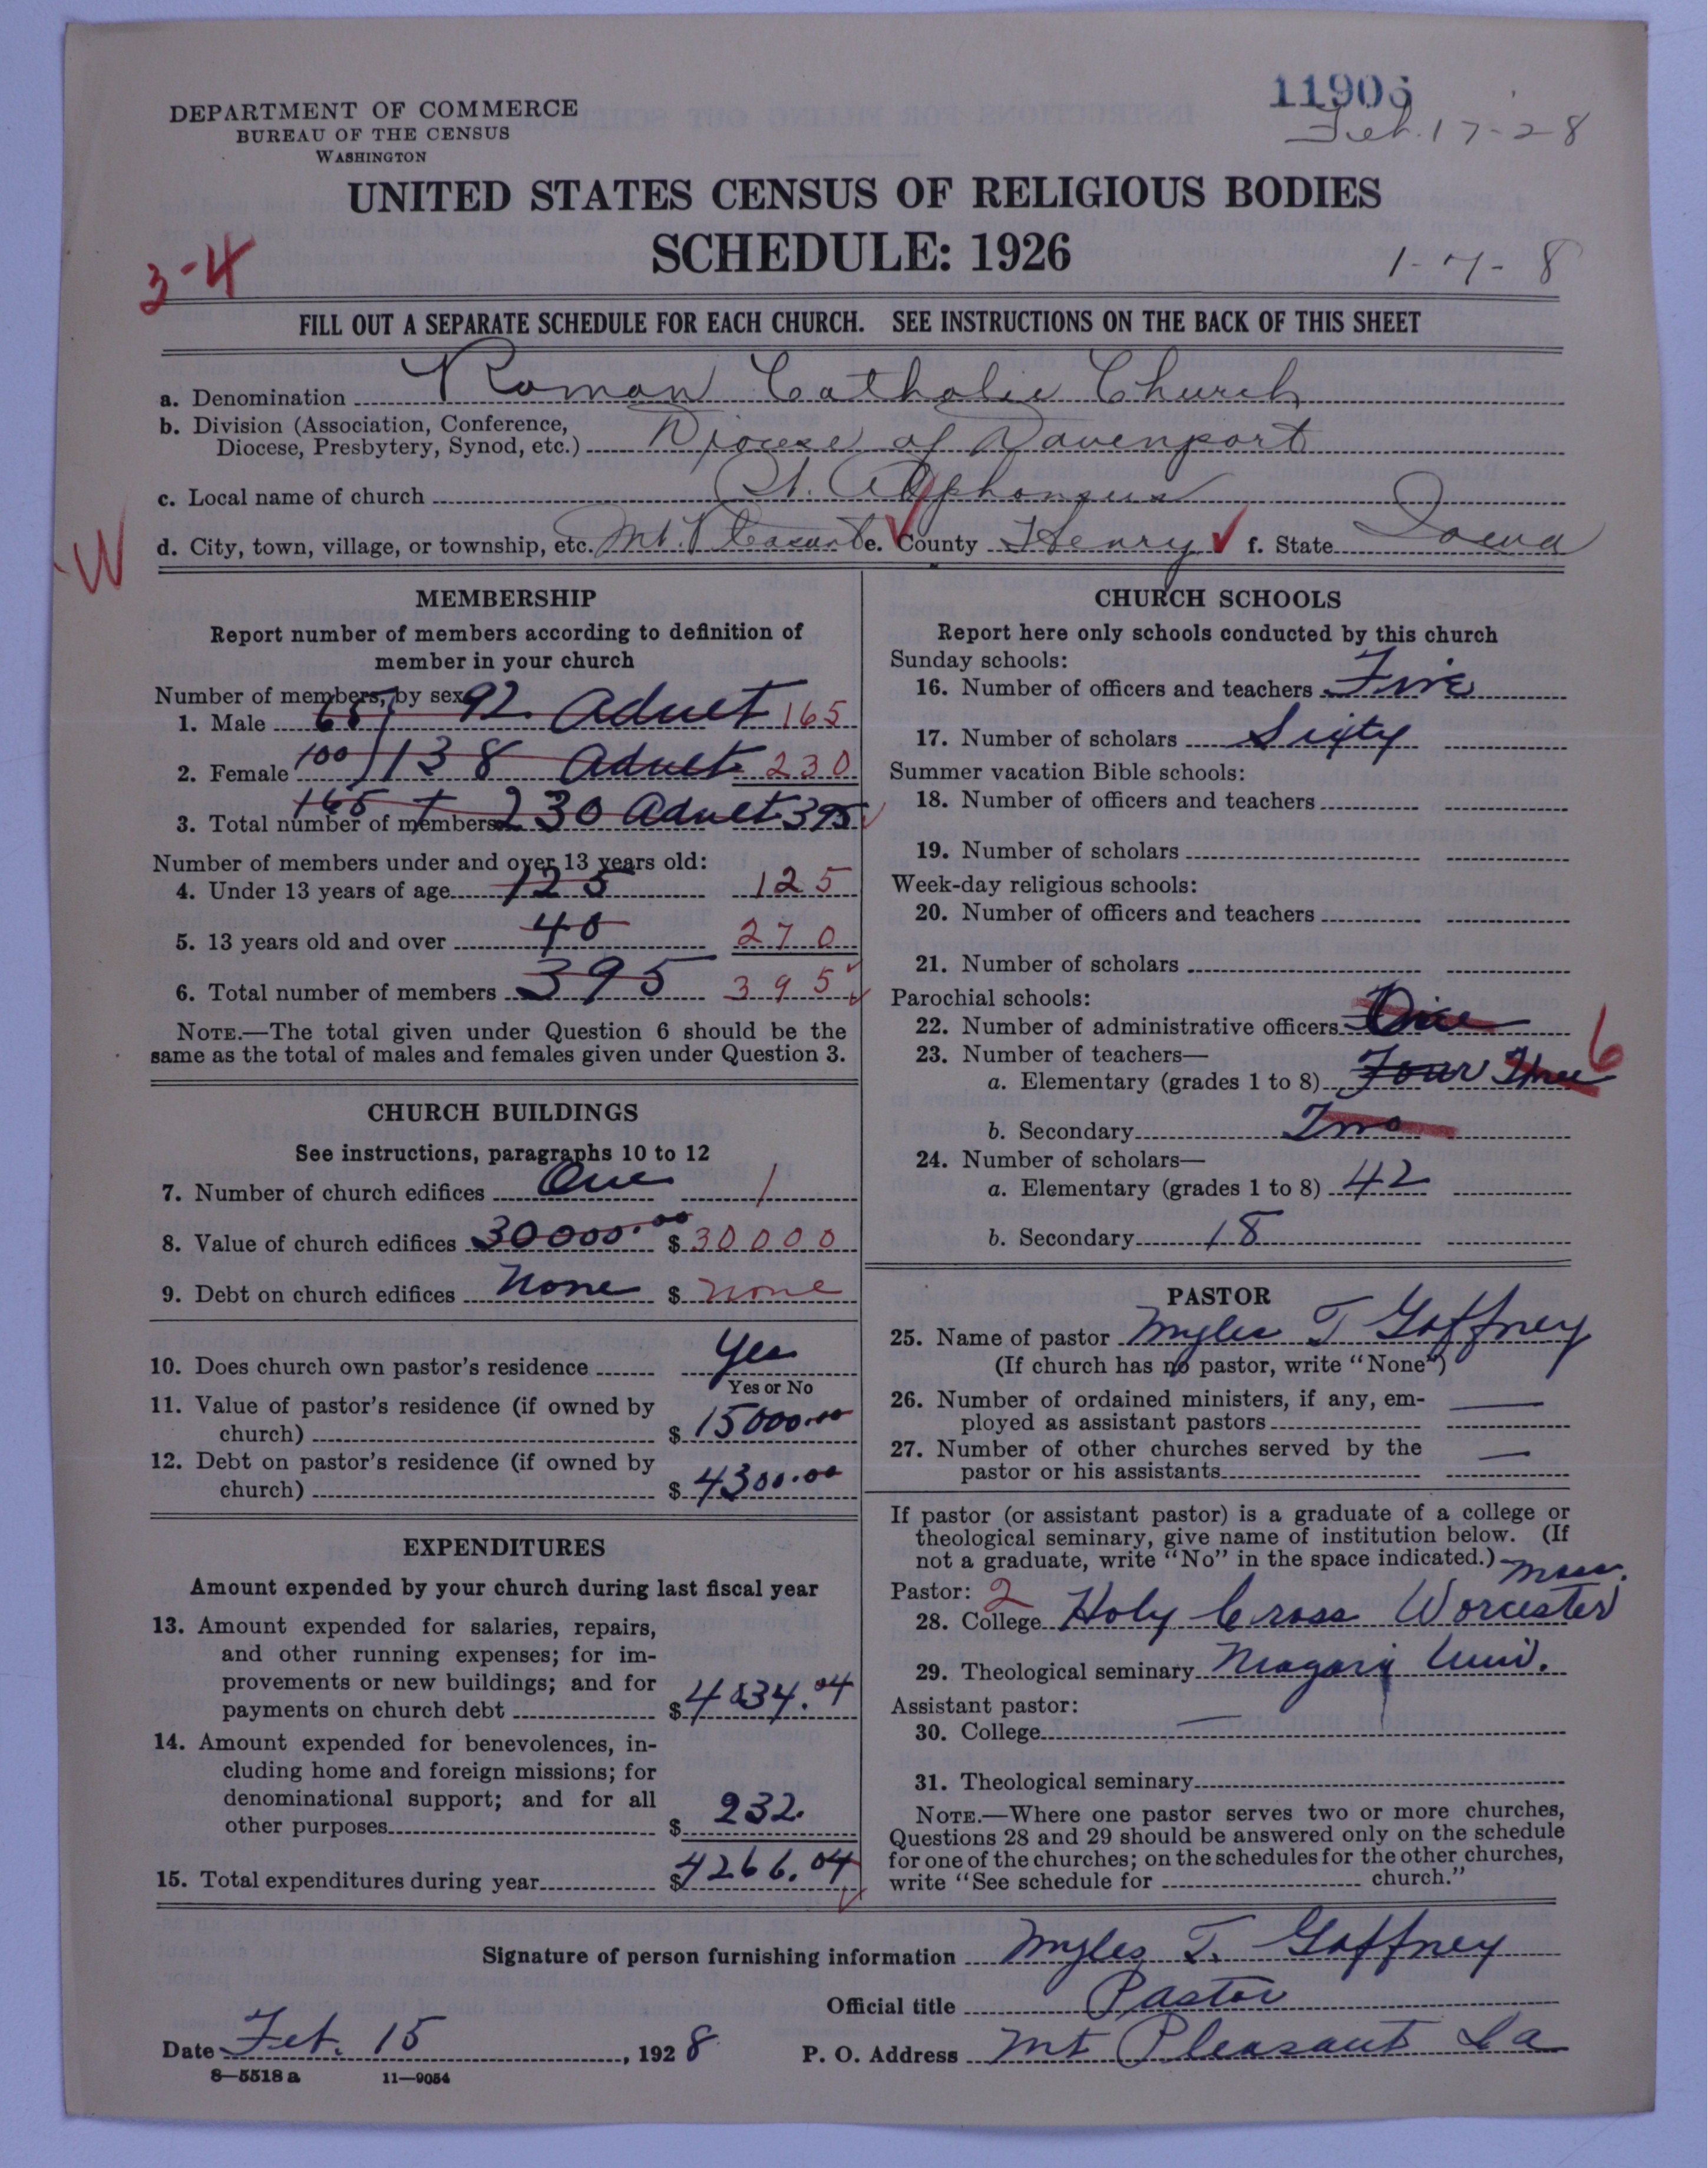 11906
Feb. 17-28
DEPARTMENT OF COMMERCE
BUREAU OF THE CENSUS
WASHINGTON
UNITED STATES CENSUS OF RELIGIOUS BODIES
SCHEDULE: 1926
3-4
1-7-8
FILL OUT A SEPARATE SCHEDULE FOR EACH CHURCH. SEE INSTRUCTIONS ON THE BACK OF THIS SHEET
a. Denomination Roman Catholic Church
b. Division (Association, Conference,
Diocese, Presbytery, Synod, etc.) Diocese of Davenport
c. Local name of church St. Alphonsus
W
d. City, town, village, or township, etc. Mt. Pleasant e. County Henry f. State Iowa
MEMBERSHIP
Report number of members according to definition of
member in your church
Number of members, by sex:
1. Male 65 92 Adult 165
2. Female 100 138 Adult 230
3. Total number of members 165 + 230 Adult 395
Number of members under and over 13 years old:
4. Under 13 years of age 125 125
5. 13 years old and over 40 270
6. Total number of members 395 395
NOTE.—The total given under Question 6 should be the
same as the total of males and females given under Question 3.
CHURCH BUILDINGS
See instructions, paragraphs 10 to 12
7. Number of church edifices One 1
8. Value of church edifices 30000.00 $30000
9. Debt on church edifices None $ none
10. Does church own pastor's residence Yes
Yes or No
11. Value of pastor's residence (if owned by
church) $ 15000.00
12. Debt on pastor's residence (if owned by
church) $ 4300.00
EXPENDITURES
Amount expended by your church during last fiscal year
13. Amount expended for salaries, repairs,
and other running expenses; for im-
provements or new buildings; and for
payments on church debt $ 4034.04
14. Amount expended for benevolences, in-
cluding home and foreign missions; for
denominational support; and for all
other purposes $ 232.
15. Total expenditures during year $ 4266.04
CHURCH SCHOOLS
Report here only schools conducted by this church
Sunday schools:
16. Number of officers and teachers Five
17. Number of scholars Sixty
Summer vacation Bible schools:
18. Number of officers and teachers
19. Number of scholars
Week-day religious schools:
20. Number of officers and teachers
21. Number of scholars
Parochial schools:
22. Number of administrative officers One
23. Number of teachers—
a. Elementary (grades 1 to 8) Four Three 6
b. Secondary Two
24. Number of scholars—
a. Elementary (grades 1 to 8) 42
b. Secondary 18
PASTOR
25. Name of pastor Myles T Gaffney
(If church has no pastor, write "None")
26. Number of ordained ministers, if any, em-
ployed as assistant pastors —
27. Number of other churches served by the
pastor or his assistants —
If pastor (or assistant pastor) is a graduate of a college or
theological seminary, give name of institution below. (If
not a graduate, write "No" in the space indicated.)
Pastor: 2 Mass.
28. College Holy Cross Worcester
29. Theological seminary Niagara Univ.
Assistant pastor:
30. College —
31. Theological seminary
NOTE.—Where one pastor serves two or more churches,
Questions 28 and 29 should be answered only on the schedule
for one of the churches; on the schedules for the other churches,
write "See schedule for church."
Signature of person furnishing information Myles T. Gaffney
Official title Pastor
Date Feb. 15, 1928 P. O. Address Mt Pleasant Ia
8—5518 a 11—9054